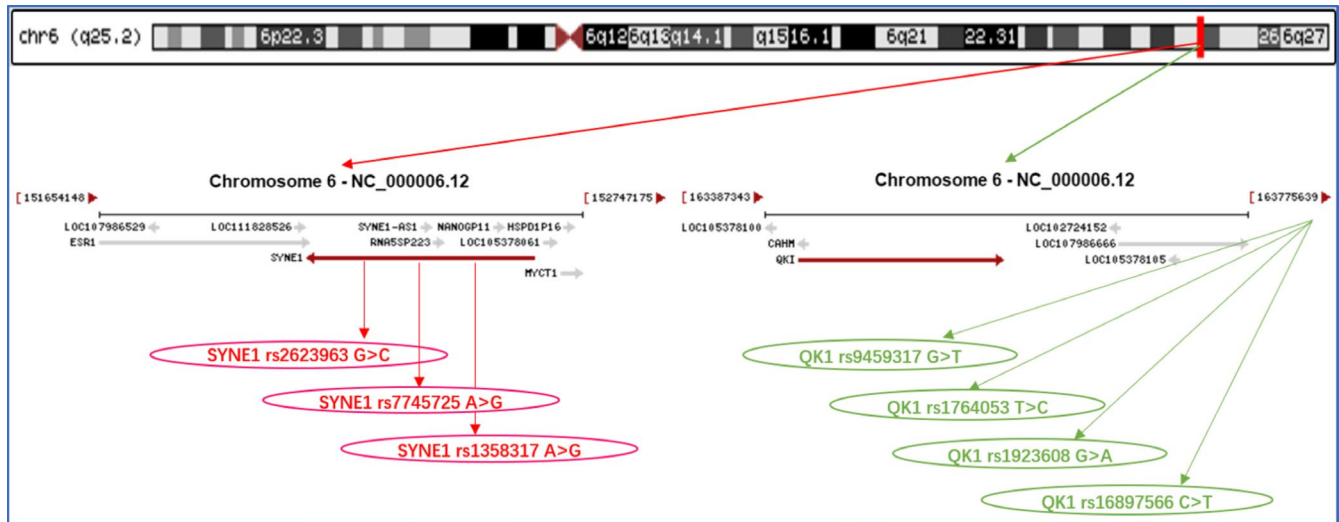 chr6 (q25.2) 6p22.3 6q12 6q13 q14.1 q15 16.1 6q21 22.31 26 6q27
Chromosome 6 - NC_000006.12
[151654148 152747175
LOC107986529 LOC111828526 SYNE1-AS1 NANOGP11 HSPD1P16
ESR1 RNA5SP223 LOC105378061
SYNE1
MYCT1
SYNE1 rs2623963 G>C
SYNE1 rs7745725 A>G
SYNE1 rs1358317 A>G
Chromosome 6 - NC_000006.12
[163387343 163775639
LOC105378100 LOC102724152
CAHM LOC107986666
QKI LOC105378105
QK1 rs9459317 G>T
QK1 rs1764053 T>C
QK1 rs1923608 G>A
QK1 rs16897566 C>T